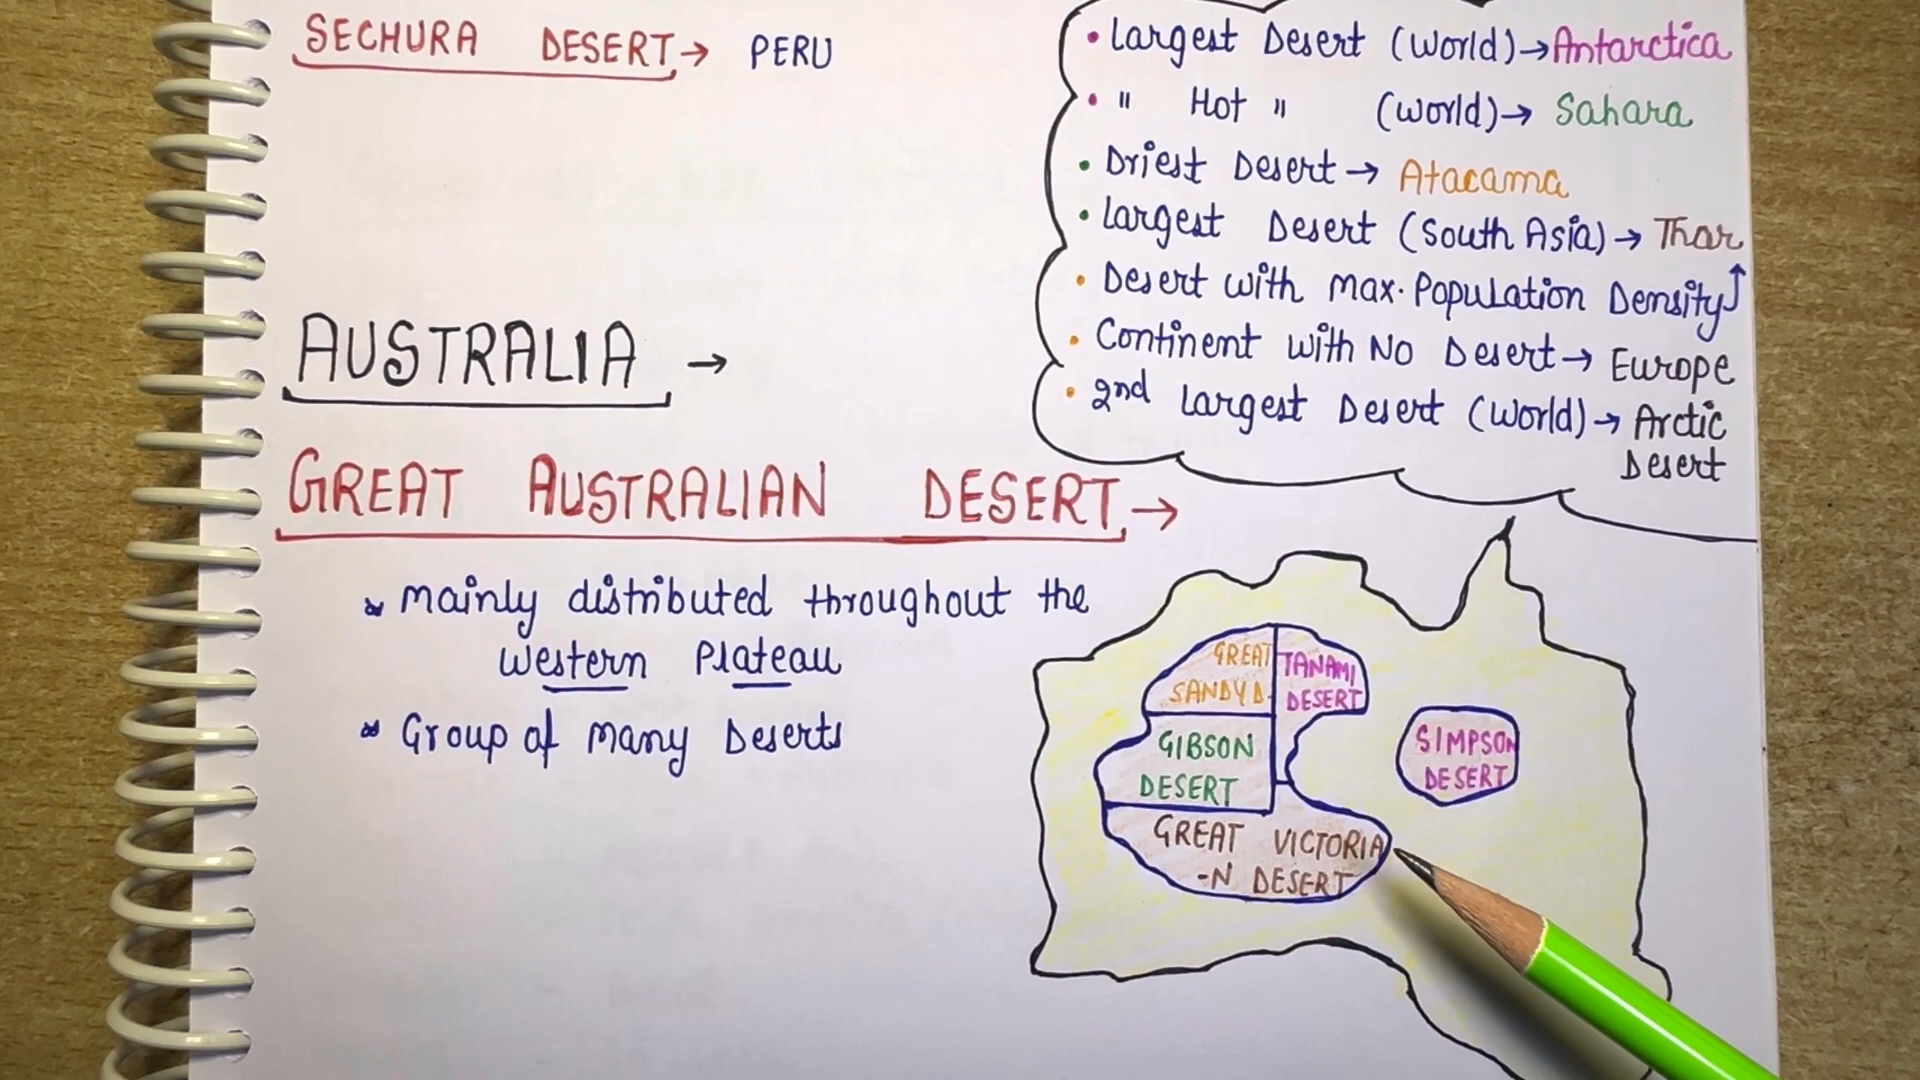 SECHURA DESERT → PERU
• Largest Desert (World) → Antarctica
• " Hot " (World) → Sahara
• Driest Desert → Atacama
• Largest Desert (South Asia) → Thar
• Desert with Max. Population Density
• Continent with No Desert → Europe
• 2nd Largest Desert (World) → Arctic
Desert
AUSTRALIA →
GREAT AUSTRALIAN DESERT →
Mainly distributed throughout the
Western Plateau
Group of Many Deserts
GREAT
SANDY D.
TANAMI
DESERT
GIBSON
DESERT
SIMPSON
DESERT
GREAT VICTORIA
-N DESERT